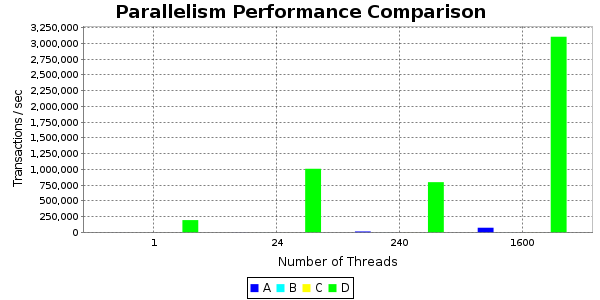 Parallelism Performance Comparison
Transactions / sec
3,250,000
3,000,000
2,750,000
2,500,000
2,250,000
2,000,000
1,750,000
1,500,000
1,250,000
1,000,000
750,000
500,000
250,000
0
1 24 240 1600
Number of Threads
A B C D